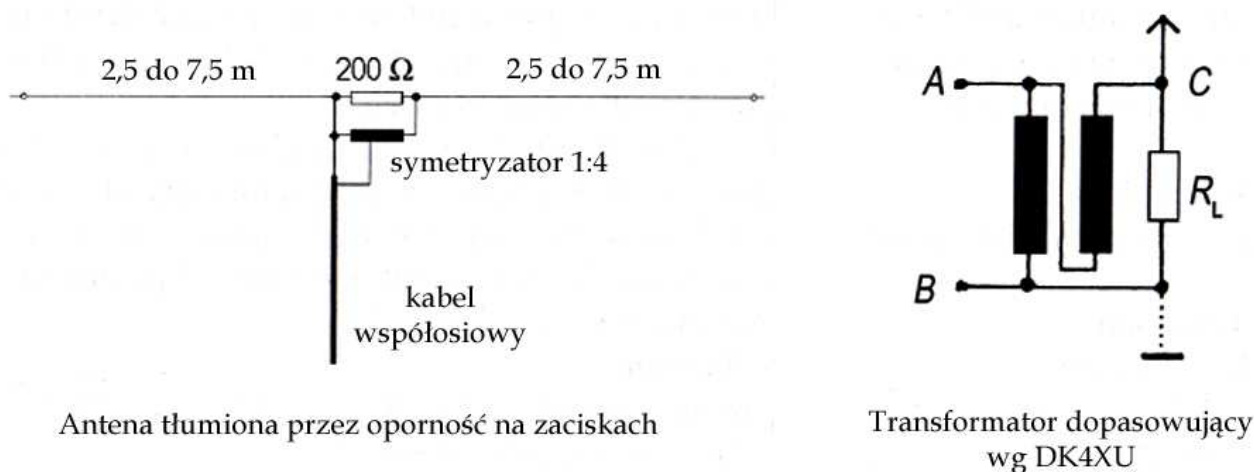 2,5 do 7,5 m
200 Ω
2,5 do 7,5 m
symetryzator 1:4
kabel
współosiowy
Antena tłumiona przez oporność na zaciskach
A
C
R_L
B
Transformator dopasowujący
wg DK4XU